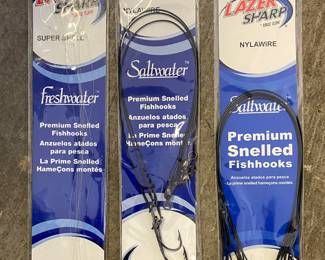 LAZER
SHARP
SUPER
Freshwater
Premium Snelled
Fishhooks
Anzuelos atados
para pesca
La Prime Snelled
HameÇons montés
SHARP
NYLAWIRE
Saltwater
Premium Snelled
Fishhooks
Anzuelos atados
para pesca
La Prime Snelled
HameÇons montés
LAZER
SHARP
NYLAWIRE
Saltwater
Premium
Snelled
Fishhooks
Anzuelos atados para pesca
La prime snelled hameçons montés